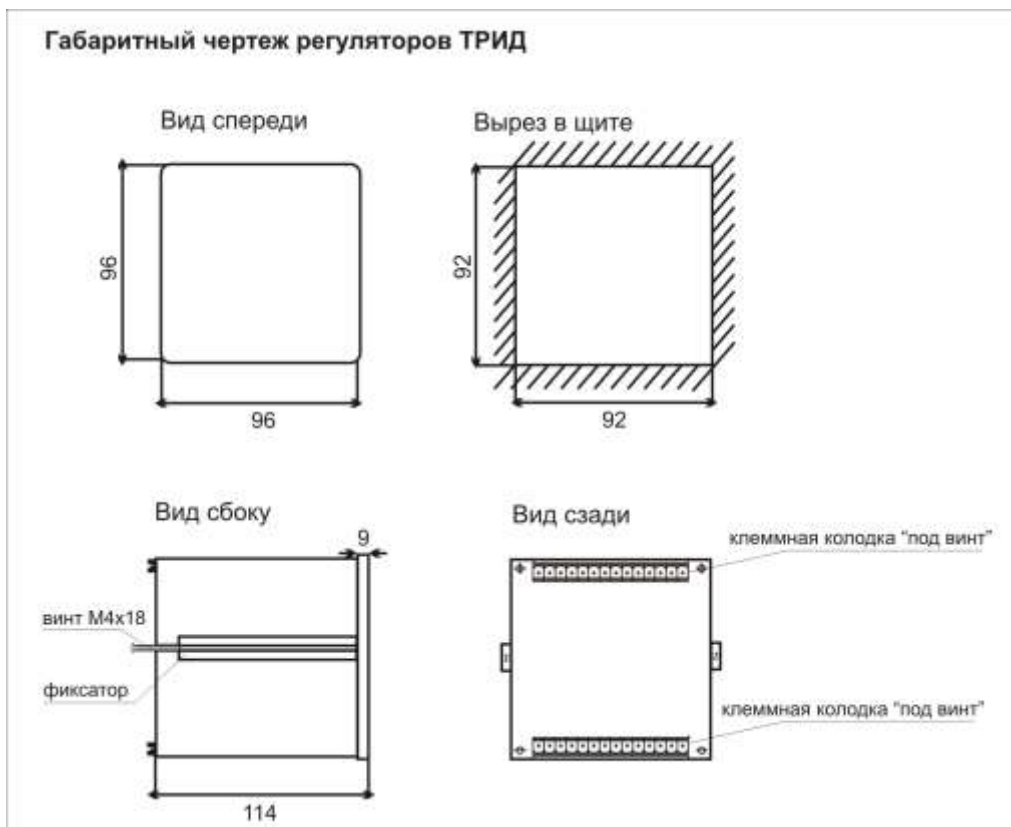 Габаритный чертеж регуляторов ТРИД
Вид спереди
Вырез в щите
96
92
96
92
Вид сбоку
Вид сзади
9
клеммная колодка “под винт”
винт М4х18
фиксатор
клеммная колодка “под винт”
114